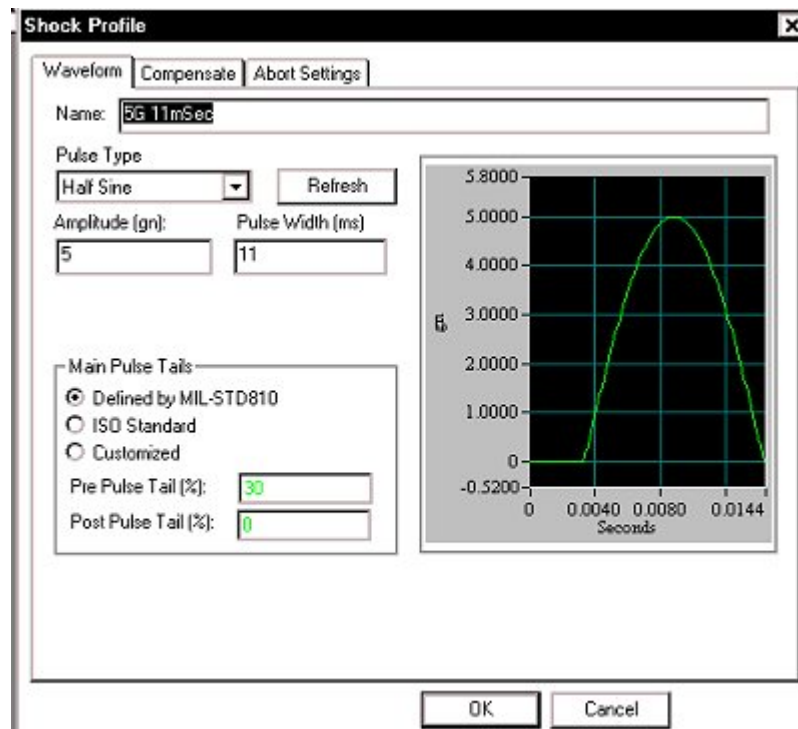 Shock Profile
Waveform Compensate Abort Settings
Name: 5G 11mSec
Pulse Type
Half Sine Refresh
Amplitude (gn): Pulse Width (ms)
5 11
Main Pulse Tails
Defined by MIL-STD810
ISO Standard
Customized
Pre Pulse Tail (%): 30
Post Pulse Tail (%): 0
5.8000
5.0000
4.0000
3.0000
2.0000
1.0000
0
-0.5200
gn
0 0.0040 0.0080 0.0144
Seconds
OK Cancel